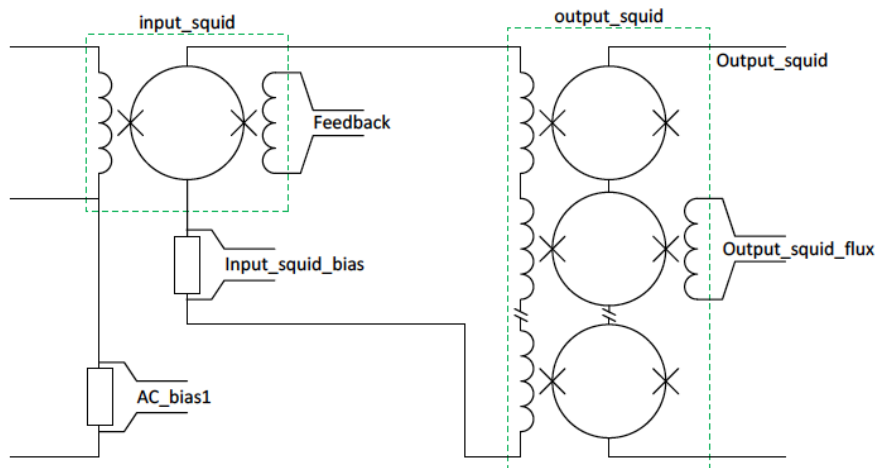 input_squid
output_squid
Output_squid
Feedback
Output_squid_flux
Input_squid_bias
AC_bias1